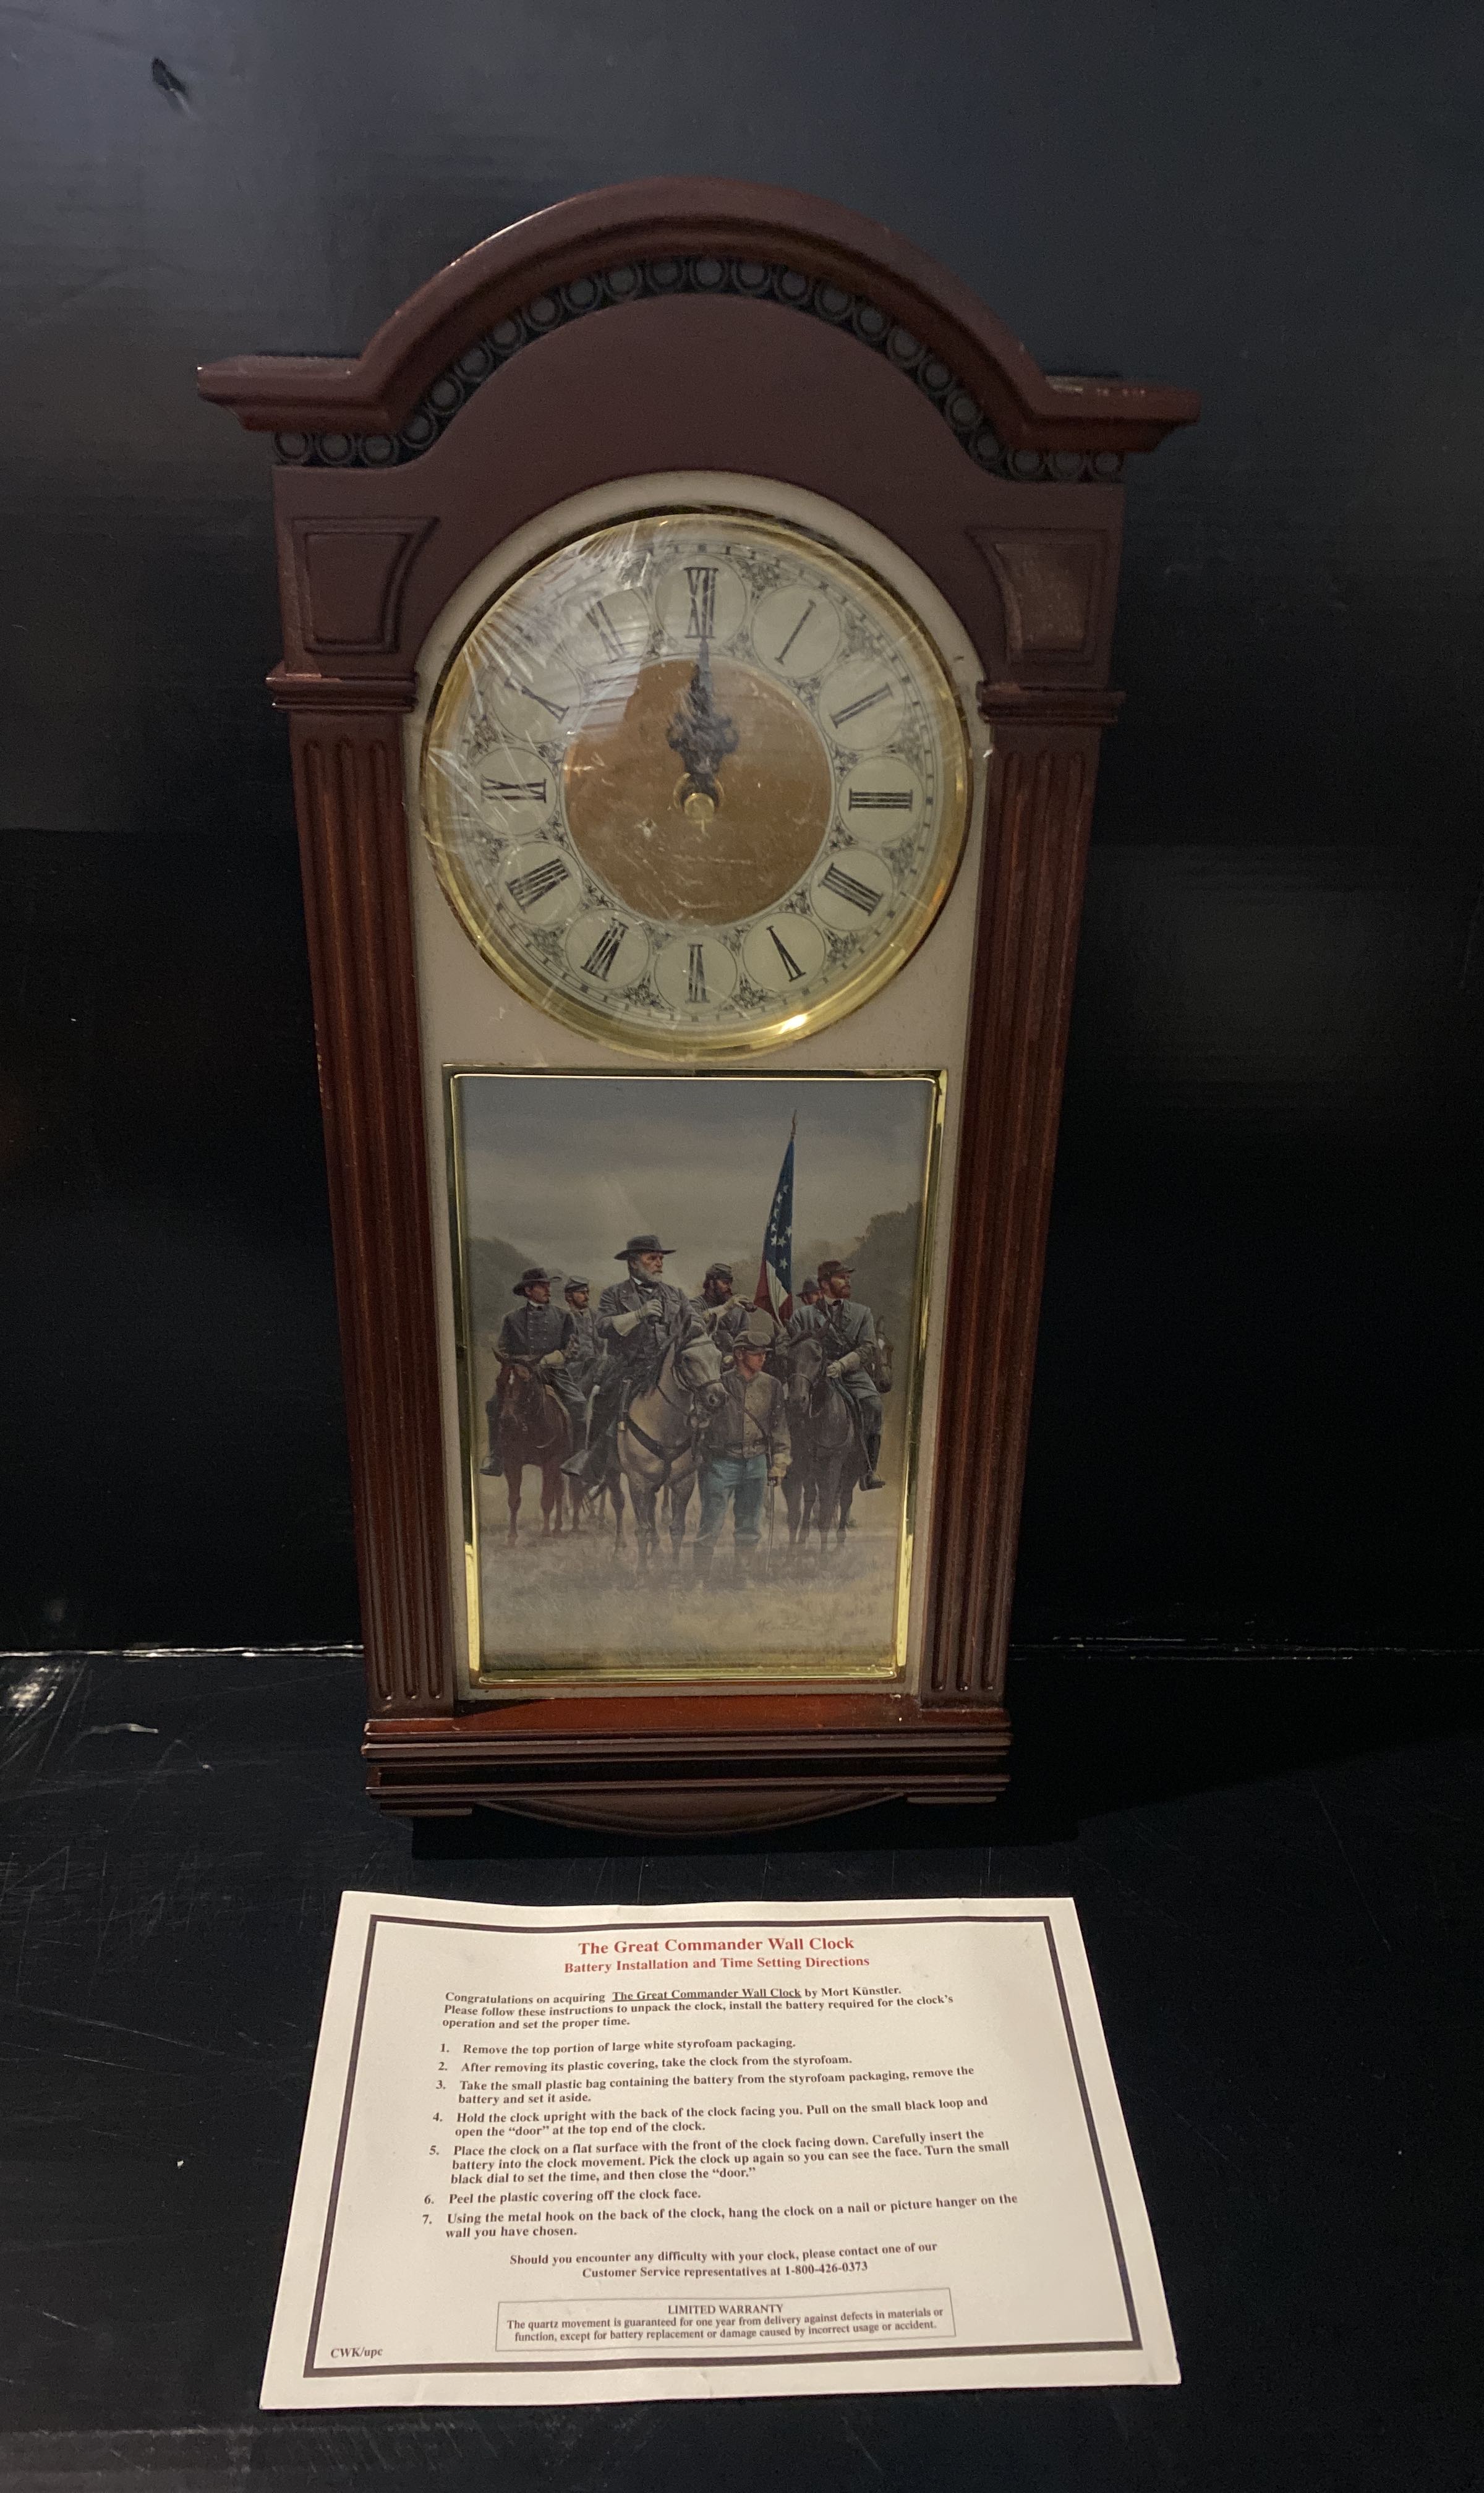 XII
I
II
III
IIII
V
VI
VII
VIII
IX
X
XI
The Great Commander Wall Clock
Battery Installation and Time Setting Directions
Congratulations on acquiring The Great Commander Wall Clock by Mort Künstler.
Please follow these instructions to unpack the clock, install the battery required for the clock's
operation and set the proper time.
1. Remove the top portion of large white styrofoam packaging.
2. After removing its plastic covering, take the clock from the styrofoam.
3. Take the small plastic bag containing the battery from the styrofoam packaging, remove the
battery and set it aside.
4. Hold the clock upright with the back of the clock facing you. Pull on the small black loop and
open the “door” at the top end of the clock.
5. Place the clock on a flat surface with the front of the clock facing down. Carefully insert the
battery into the clock movement. Pick the clock up again so you can see the face. Turn the small
black dial to set the time, and then close the “door.”
6. Peel the plastic covering off the clock face.
7. Using the metal hook on the back of the clock, hang the clock on a nail or picture hanger on the
wall you have chosen.
Should you encounter any difficulty with your clock, please contact one of our
Customer Service representatives at 1-800-426-0373
LIMITED WARRANTY
The quartz movement is guaranteed for one year from delivery against defects in materials or
function, except for battery replacement or damage caused by incorrect usage or accident.
CWK/upc